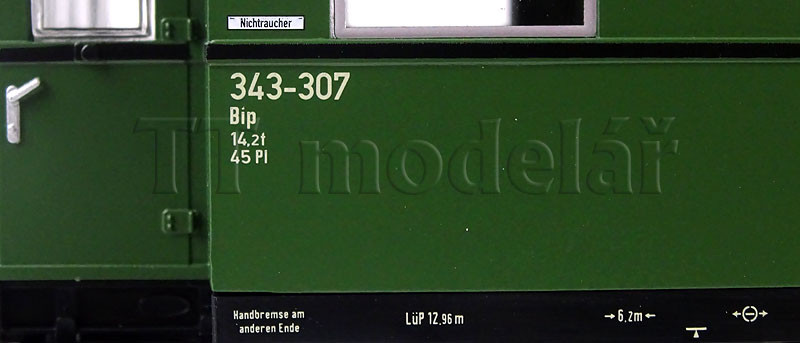 Nichtraucher
343-307
Bip
14,2t
45 Pl
TT modelář
Handbremse am
anderen Ende
LüP 12,96 m
6,2m